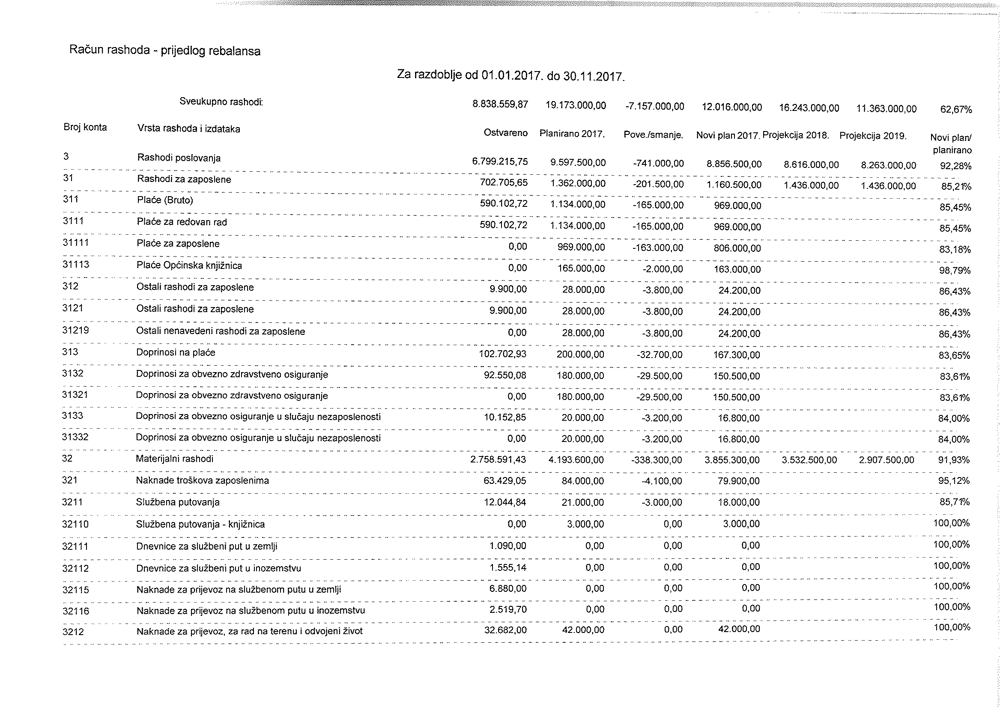 Račun rashoda - prijedlog rebalansa
Za razdoblje od 01.01.2017. do 30.11.2017.
Sveukupno rashodi: 8.838.559,87 19.173.000,00 -7.157.000,00 12.016.000,00 16.243.000,00 11.363.000,00 62,67%
Broj konta Vrsta rashoda i izdataka Ostvareno Planirano 2017. Pove./smanje. Novi plan 2017. Projekcija 2018. Projekcija 2019. Novi plan/
planirano
3 Rashodi poslovanja 6.799.215,75 9.597.500,00 -741.000,00 8.856.500,00 8.616.000,00 8.263.000,00 92,28%
31 Rashodi za zaposlene 702.705,65 1.362.000,00 -201.500,00 1.160.500,00 1.436.000,00 1.436.000,00 85,21%
311 Plaće (Bruto) 590.102,72 1.134.000,00 -165.000,00 969.000,00 85,45%
3111 Plaće za redovan rad 590.102,72 1.134.000,00 -165.000,00 969.000,00 85,45%
31111 Plaće za zaposlene 0,00 969.000,00 -163.000,00 806.000,00 83,18%
31113 Plaće Općinska knjižnica 0,00 165.000,00 -2.000,00 163.000,00 98,79%
312 Ostali rashodi za zaposlene 9.900,00 28.000,00 -3.800,00 24.200,00 86,43%
3121 Ostali rashodi za zaposlene 9.900,00 28.000,00 -3.800,00 24.200,00 86,43%
31219 Ostali nenavedeni rashodi za zaposlene 0,00 28.000,00 -3.800,00 24.200,00 86,43%
313 Doprinosi na plaće 102.702,93 200.000,00 -32.700,00 167.300,00 83,65%
3132 Doprinosi za obvezno zdravstveno osiguranje 92.550,08 180.000,00 -29.500,00 150.500,00 83,61%
31321 Doprinosi za obvezno zdravstveno osiguranje 0,00 180.000,00 -29.500,00 150.500,00 83,61%
3133 Doprinosi za obvezno osiguranje u slučaju nezaposlenosti 10.152,85 20.000,00 -3.200,00 16.800,00 84,00%
31332 Doprinosi za obvezno osiguranje u slučaju nezaposlenosti 0,00 20.000,00 -3.200,00 16.800,00 84,00%
32 Materijalni rashodi 2.758.591,43 4.193.600,00 -338.300,00 3.855.300,00 3.532.500,00 2.907.500,00 91,93%
321 Naknade troškova zaposlenima 63.429,05 84.000,00 -4.100,00 79.900,00 95,12%
3211 Službena putovanja 12.044,84 21.000,00 -3.000,00 18.000,00 85,71%
32110 Službena putovanja - knjižnica 0,00 3.000,00 0,00 3.000,00 100,00%
32111 Dnevnice za službeni put u zemlji 1.090,00 0,00 0,00 0,00 100,00%
32112 Dnevnice za službeni put u inozemstvu 1.555,14 0,00 0,00 0,00 100,00%
32115 Naknade za prijevoz na službenom putu u zemlji 6.880,00 0,00 0,00 0,00 100,00%
32116 Naknade za prijevoz na službenom putu u inozemstvu 2.519,70 0,00 0,00 0,00 100,00%
3212 Naknade za prijevoz, za rad na terenu i odvojeni život 32.682,00 42.000,00 0,00 42.000,00 100,00%